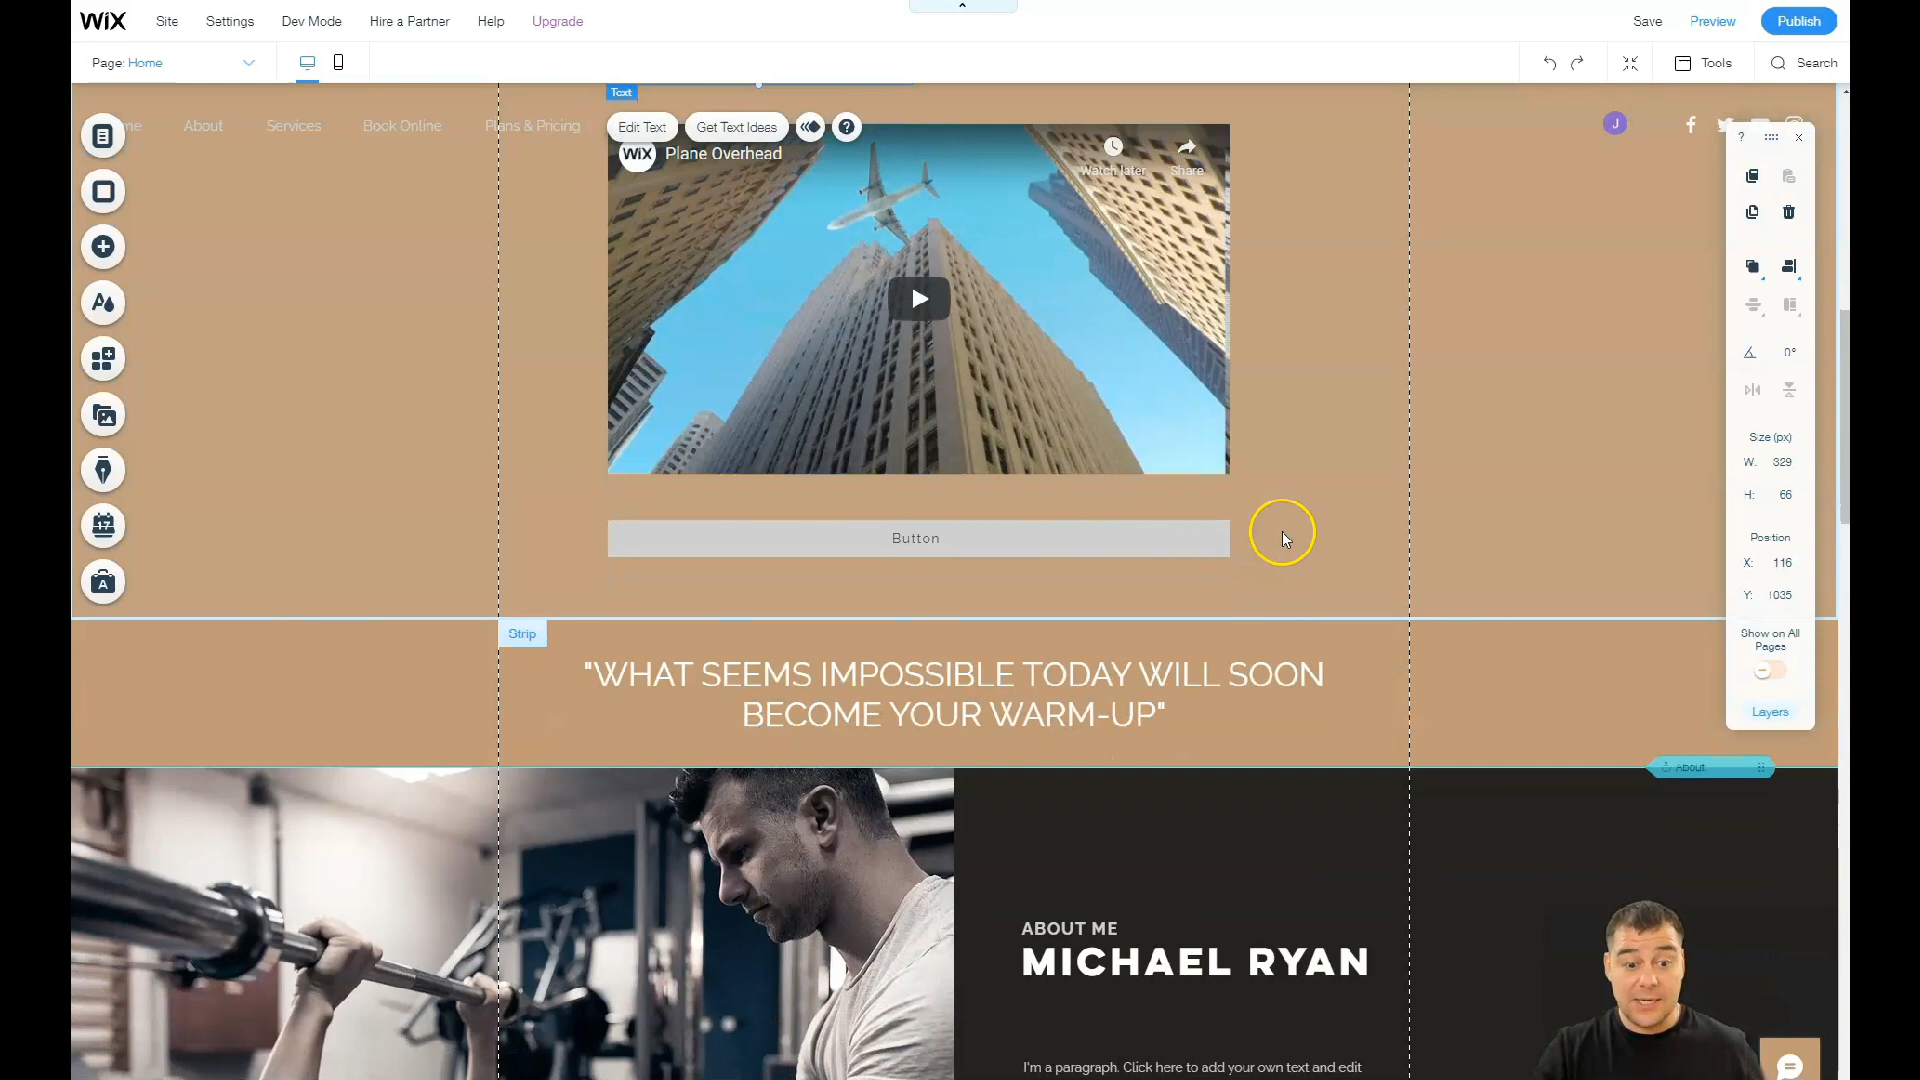 WiX Site Settings Dev Mode Hire a Partner Help Upgrade Save Preview Publish
Page: Home Tools Search
Text
About Services Book Online Plans & Pricing Edit Text Get Text Ideas ? J
WiX Plane Overhead Watch later Share
?
0°
Size (px)
W: 329
H: 66
Button
Position
X: 116
Y: 1035
Strip
Show on All
Pages
"WHAT SEEMS IMPOSSIBLE TODAY WILL SOON
BECOME YOUR WARM-UP"
Layers
About
17
A
ABOUT ME
MICHAEL RYAN
I'm a paragraph. Click here to add your own text and edit